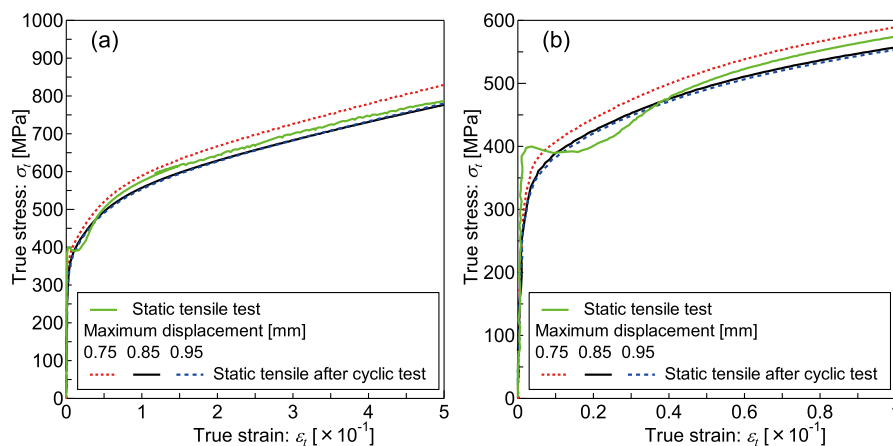 (a)
True stress: σt [MPa]
1000
900
800
700
600
500
400
300
200
100
0
Static tensile test
Maximum displacement [mm]
0.75 0.85 0.95
Static tensile after cyclic test
0 1 2 3 4 5
True strain: εt [×10⁻¹]
(b)
True stress: σt [MPa]
600
500
400
300
200
100
0
Static tensile test
Maximum displacement [mm]
0.75 0.85 0.95
Static tensile after cyclic test
0 0.2 0.4 0.6 0.8 1
True strain: εt [×10⁻¹]